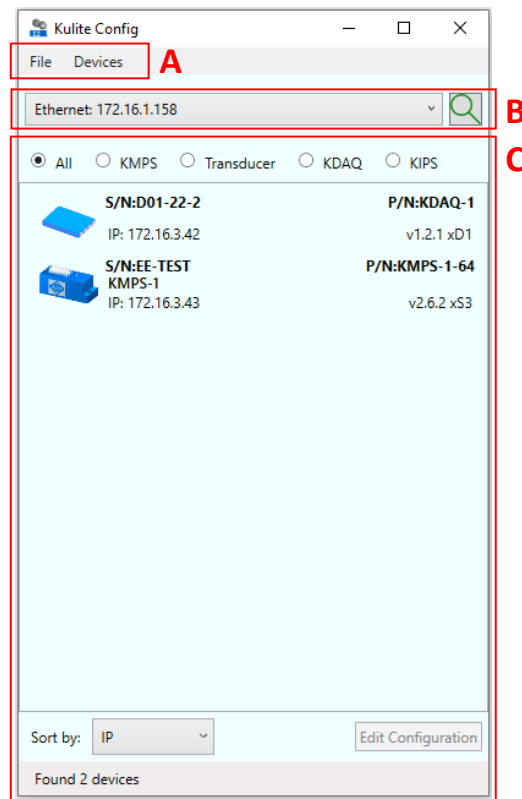 Kulite Config
File Devices A
Ethernet: 172.16.1.158 B
C
All KMPS Transducer KDAQ KIPS
S/N:D01-22-2 P/N:KDAQ-1
IP: 172.16.3.42 v1.2.1 xD1
S/N:EE-TEST P/N:KMPS-1-64
KMPS-1
IP: 172.16.3.43 v2.6.2 xS3
Sort by: IP Edit Configuration
Found 2 devices